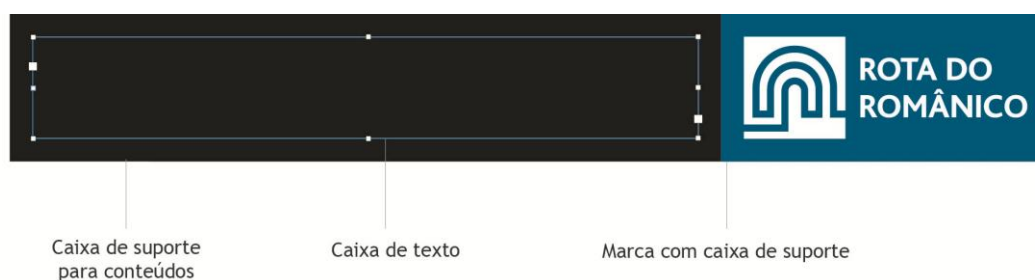 ROTA DO
ROMÂNICO
Caixa de suporte
para conteúdos
Caixa de texto
Marca com caixa de suporte